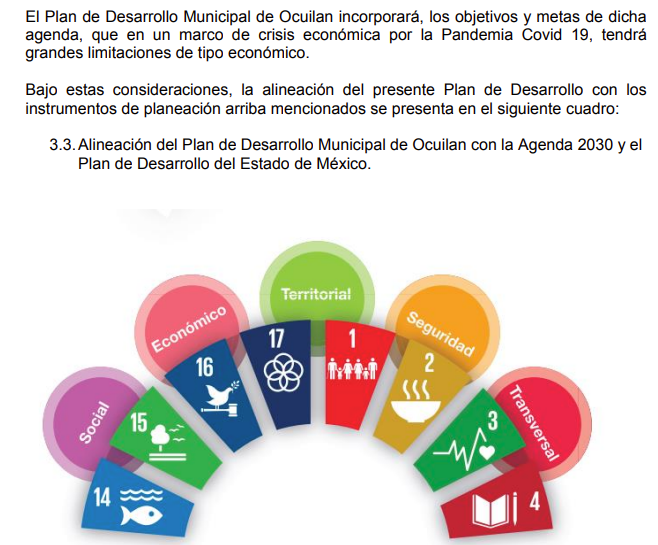 El Plan de Desarrollo Municipal de Ocuilan incorporará, los objetivos y metas de dicha
agenda, que en un marco de crisis económica por la Pandemia Covid 19, tendrá
grandes limitaciones de tipo económico.
Bajo estas consideraciones, la alineación del presente Plan de Desarrollo con los
instrumentos de planeación arriba mencionados se presenta en el siguiente cuadro:
3.3. Alineación del Plan de Desarrollo Municipal de Ocuilan con la Agenda 2030 y el
Plan de Desarrollo del Estado de México.
Social
Económico
Territorial
Seguridad
Transversal
14
15
16
17
1
2
3
4